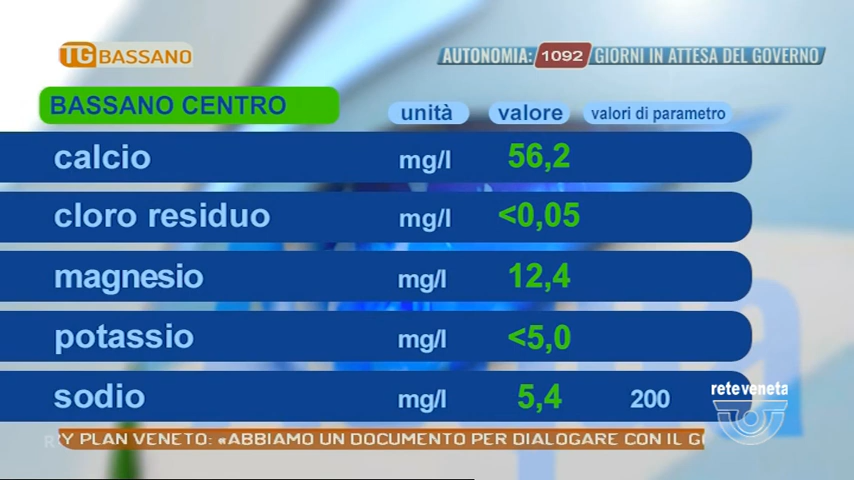 TG BASSANO
AUTONOMIA: 1092 GIORNI IN ATTESA DEL GOVERNO
BASSANO CENTRO unità valore valori di parametro
calcio mg/l 56,2
cloro residuo mg/l <0,05
magnesio mg/l 12,4
potassio mg/l <5,0
sodio mg/l 5,4 200
reteveneta
Y PLAN VENETO: «ABBIAMO UN DOCUMENTO PER DIALOGARE CON IL